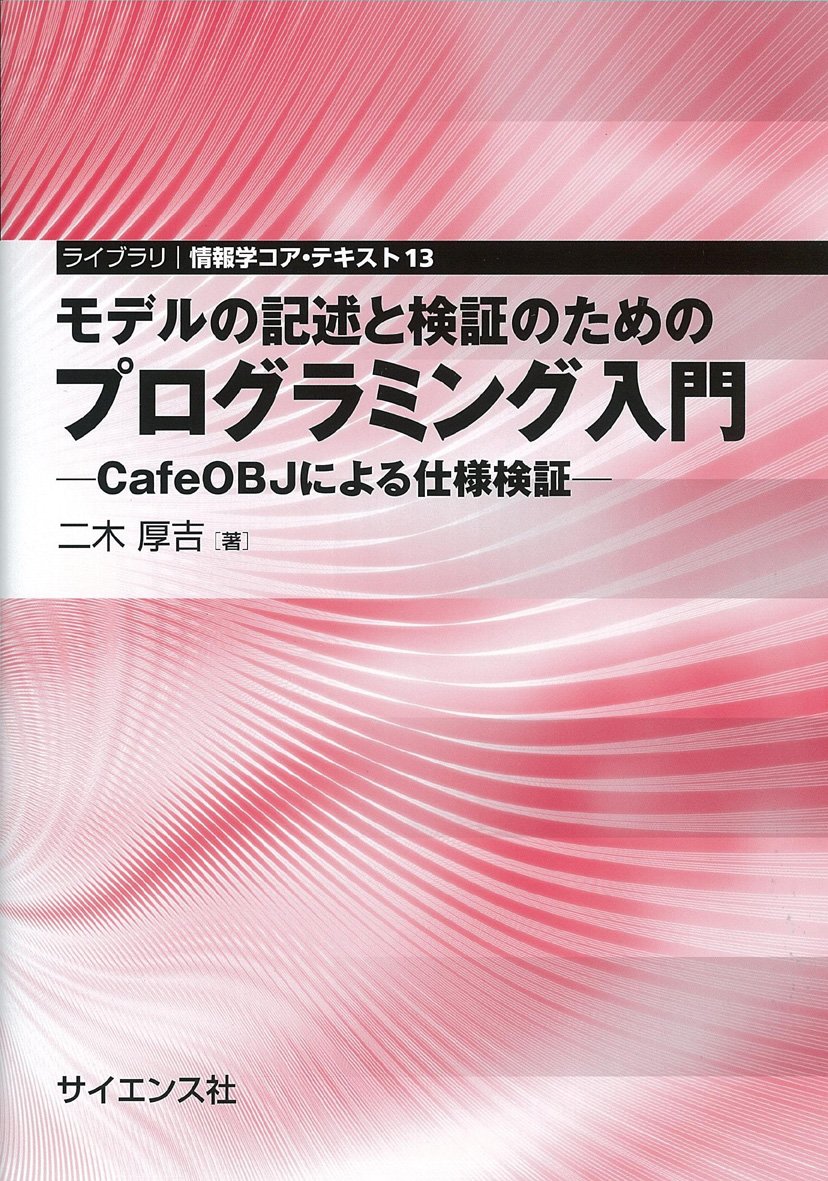 ライブラリ|情報学コア・テキスト13
モデルの記述と検証のための
プログラミング入門
―CafeOBJによる仕様検証―
二木 厚吉[著]
サイエンス社